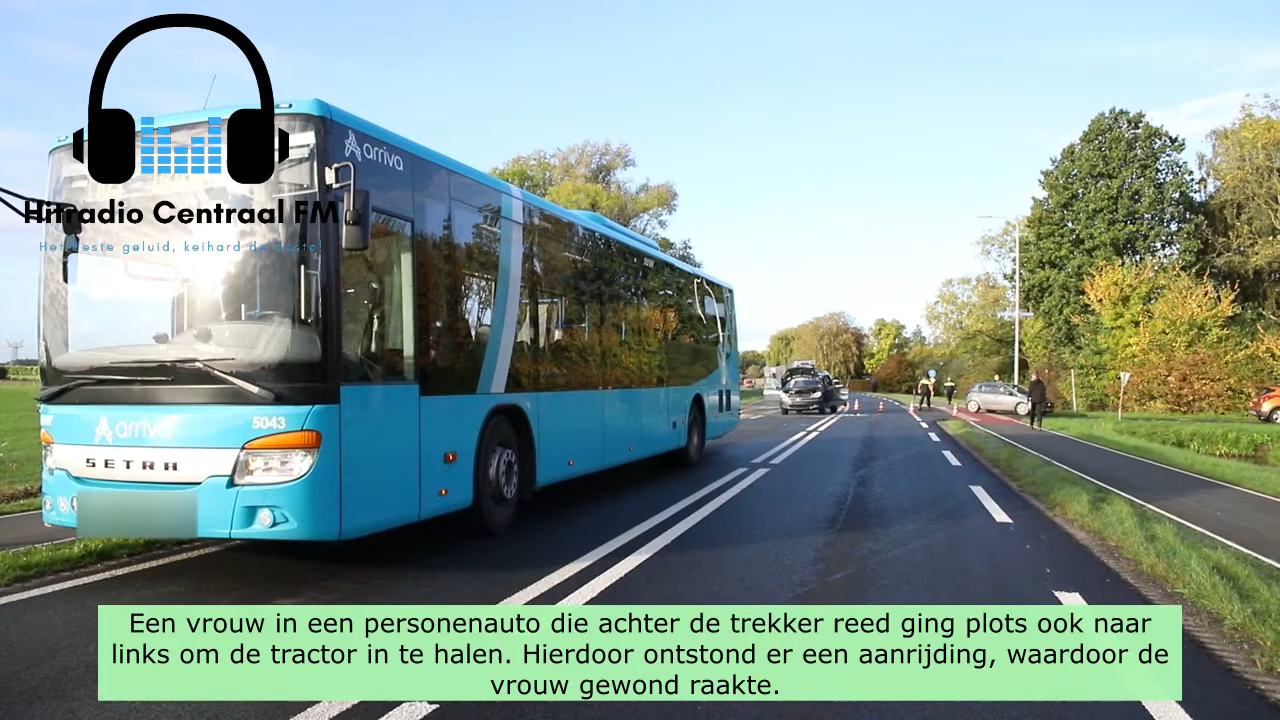 arriva
Hitradio Centraal FM
Het beste geluid, keihard de beste!
arriva
5043
SETRA
Een vrouw in een personenauto die achter de trekker reed ging plots ook naar
links om de tractor in te halen. Hierdoor ontstond er een aanrijding, waardoor de
vrouw gewond raakte.